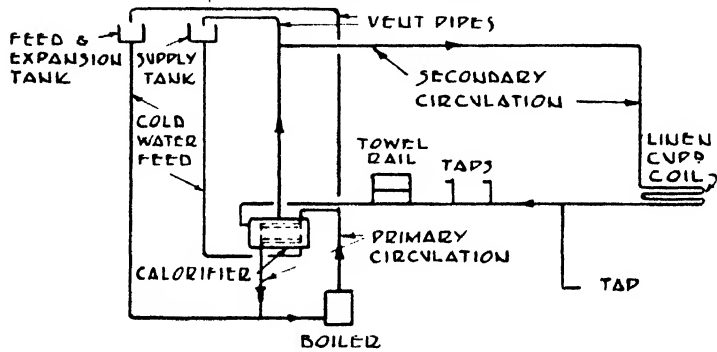 VENT PIPES
FEED &
EXPANSION
TANK
SUPPLY
TANK
SECONDARY
CIRCULATION
COLD
WATER
FEED
TOWEL
RAIL
TAPS
LINEN
CUPD
COIL
PRIMARY
CIRCULATION
CALORIFIER
TAP
BOILER